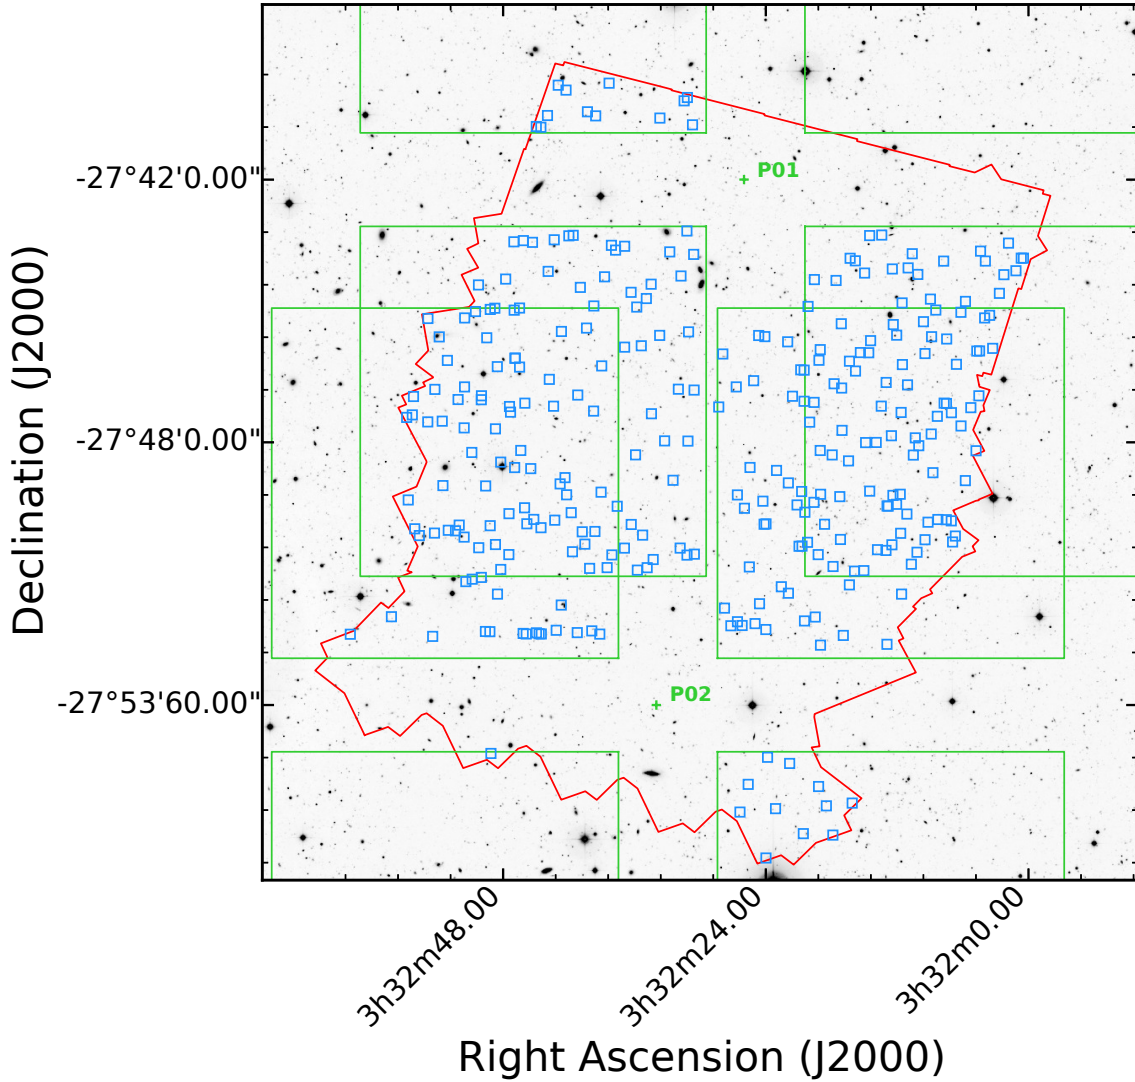 P01
-27°42'0.00"
-27°48'0.00"
P02
-27°53'60.00"
Declination (J2000)
3h32m48.00
3h32m24.00
3h32m0.00
Right Ascension (J2000)